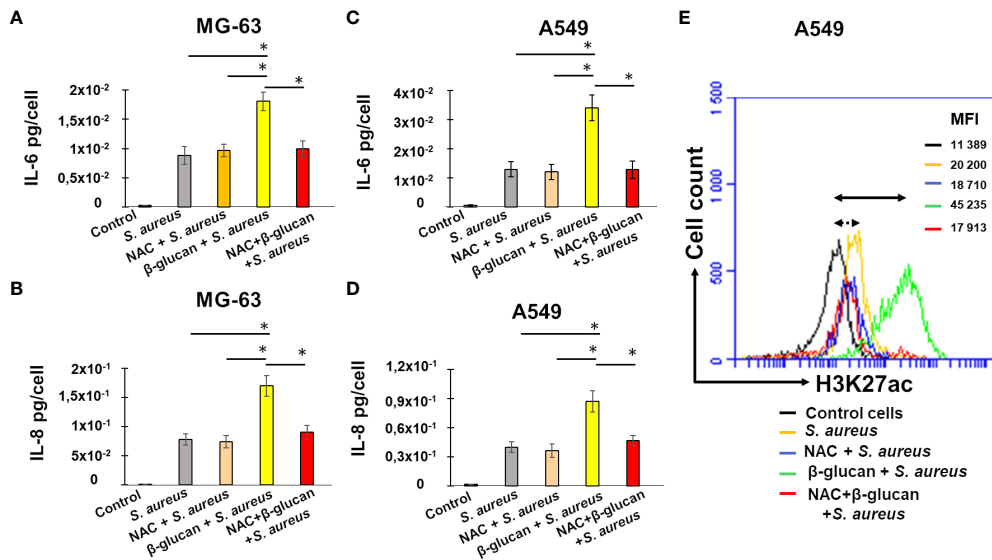 A
MG-63
*
*
*
IL-6 pg/cell
2x10⁻²
1x10⁻²
1x10⁻²
0,5x10⁻²
0
Control
S. aureus
NAC + S. aureus
β-glucan + S. aureus
NAC+β-glucan
+S. aureus
B
MG-63
*
*
*
IL-8 pg/cell
2x10⁻¹
1x10⁻¹
1x10⁻¹
5x10⁻²
0
Control
S. aureus
NAC + S. aureus
β-glucan + S. aureus
NAC+β-glucan
+S. aureus
C
A549
*
*
*
IL-6 pg/cell
4x10⁻²
3x10⁻²
2x10⁻²
1x10⁻²
0
Control
S. aureus
NAC + S. aureus
β-glucan + S. aureus
NAC+β-glucan
+S. aureus
D
A549
*
*
*
IL-8 pg/cell
1,2x10⁻¹
0,9x10⁻¹
0,6x10⁻¹
0,3x10⁻¹
0
Control
S. aureus
NAC + S. aureus
β-glucan + S. aureus
NAC+β-glucan
+S. aureus
E
A549
1 500
1 000
500
0
Cell count
MFI
11 389
20 200
18 710
45 235
17 913
H3K27ac
Control cells
S. aureus
NAC + S. aureus
β-glucan + S. aureus
NAC+β-glucan
+S. aureus